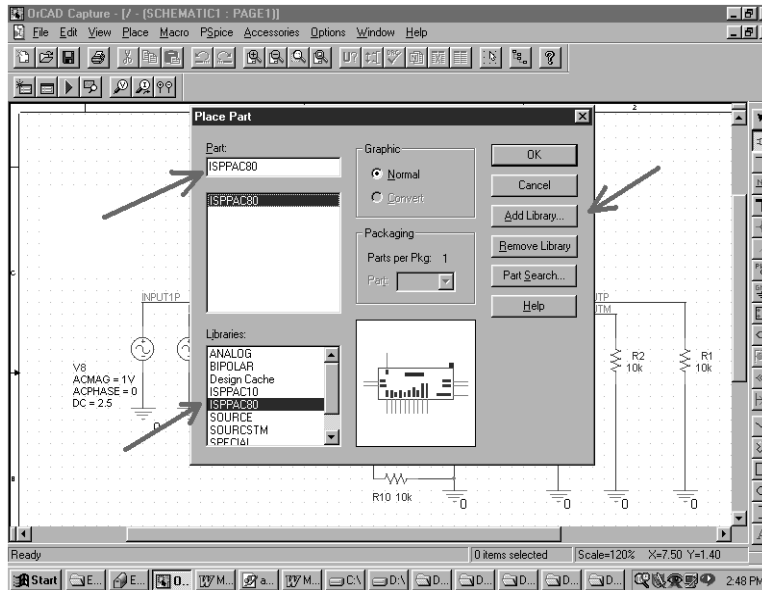 OrCAD Capture - [/ - (SCHEMATIC1 : PAGE1)]
File Edit View Place Macro PSpice Accessories Options Window Help
U?
2
Place Part
Part:
ISPPAC80
ISPPAC80
Graphic
Normal
Convert
Packaging
Parts per Pkg: 1
Part:
OK
Cancel
Add Library...
Remove Library
Part Search...
Help
Libraries:
ANALOG
BIPOLAR
Design Cache
ISPPAC10
ISPPAC80
SOURCE
SOURCSTM
SPECIAL
C
INPUT1P
V8
ACMAG = 1V
ACPHASE = 0
DC = 2.5
0
UTP
UTM
R2
10k
R1
10k
R10 10k
0
0
0
0
Ready
0 items selected
Scale=120% X=7.50 Y=1.40
Start E... E... O.. M... a... M... C:\ D:\ D... D... D... D... D... 2:48 PM